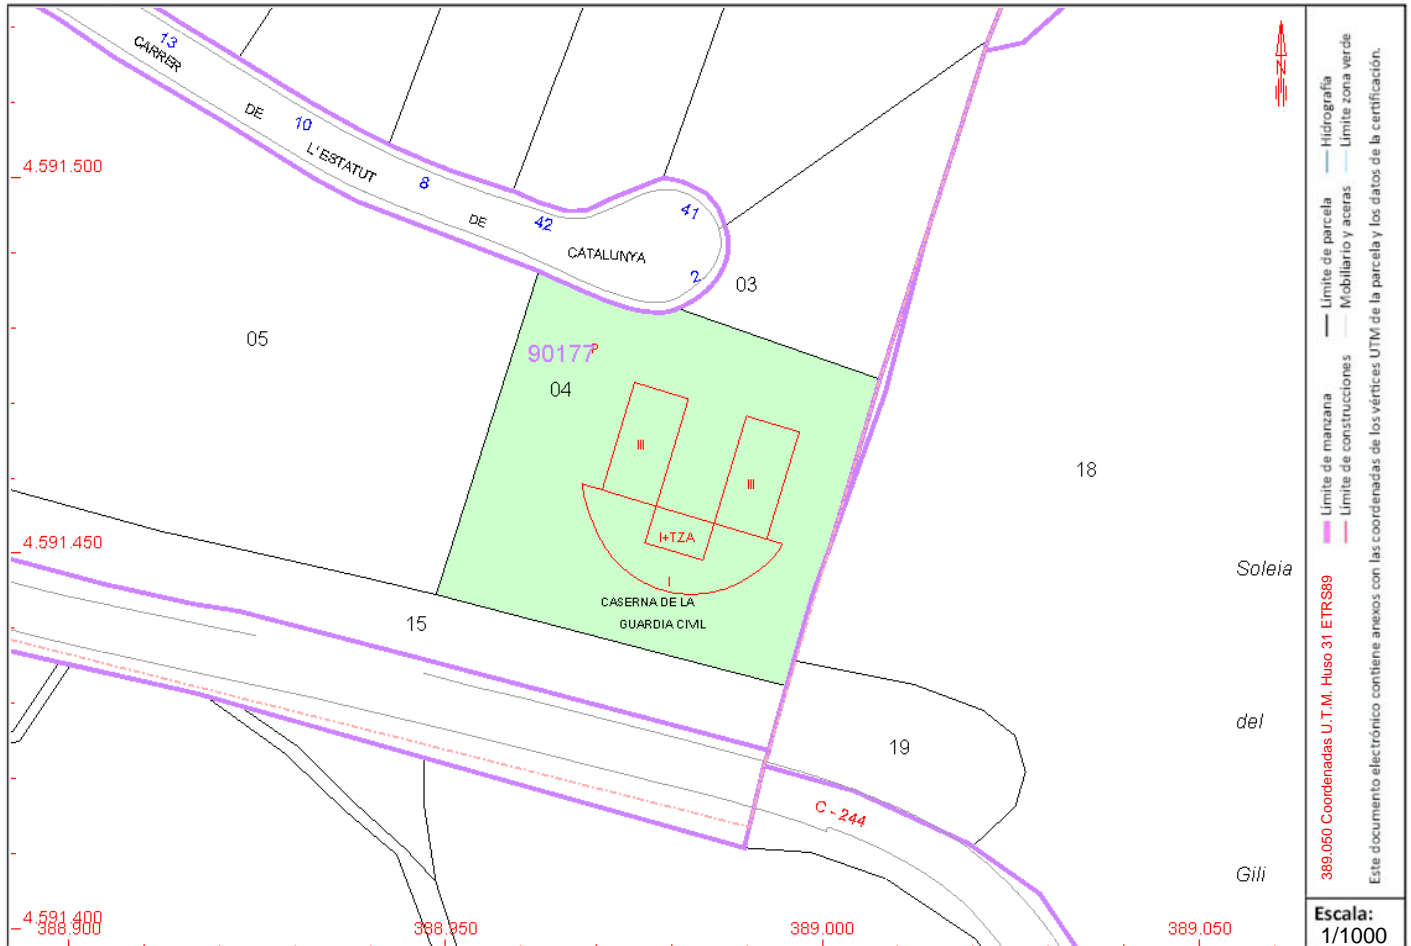 13
CARRER
DE
10
L'ESTATUT
8
DE
42
41
CATALUNYA
2
03
4.591.500
05
90177
P
04
III
III
18
I+TZA
I
CASERNA DE LA
GUARDIA CIVIL
4.591.450
15
Soleia
del
Gili
19
C - 244
4.591.400
388.900
388.950
389.000
389.050
N
Límite de manzana
Límite de parcela
Hidrografía
Límite de construcciones
Mobiliario y aceras
Límite zona verde
389.050 Coordenadas U.T.M. Huso 31 ETRS89
Este documento electrónico contiene anexos con las coordenadas de los vértices UTM de la parcela y los datos de la certificación.
Escala:
1/1000